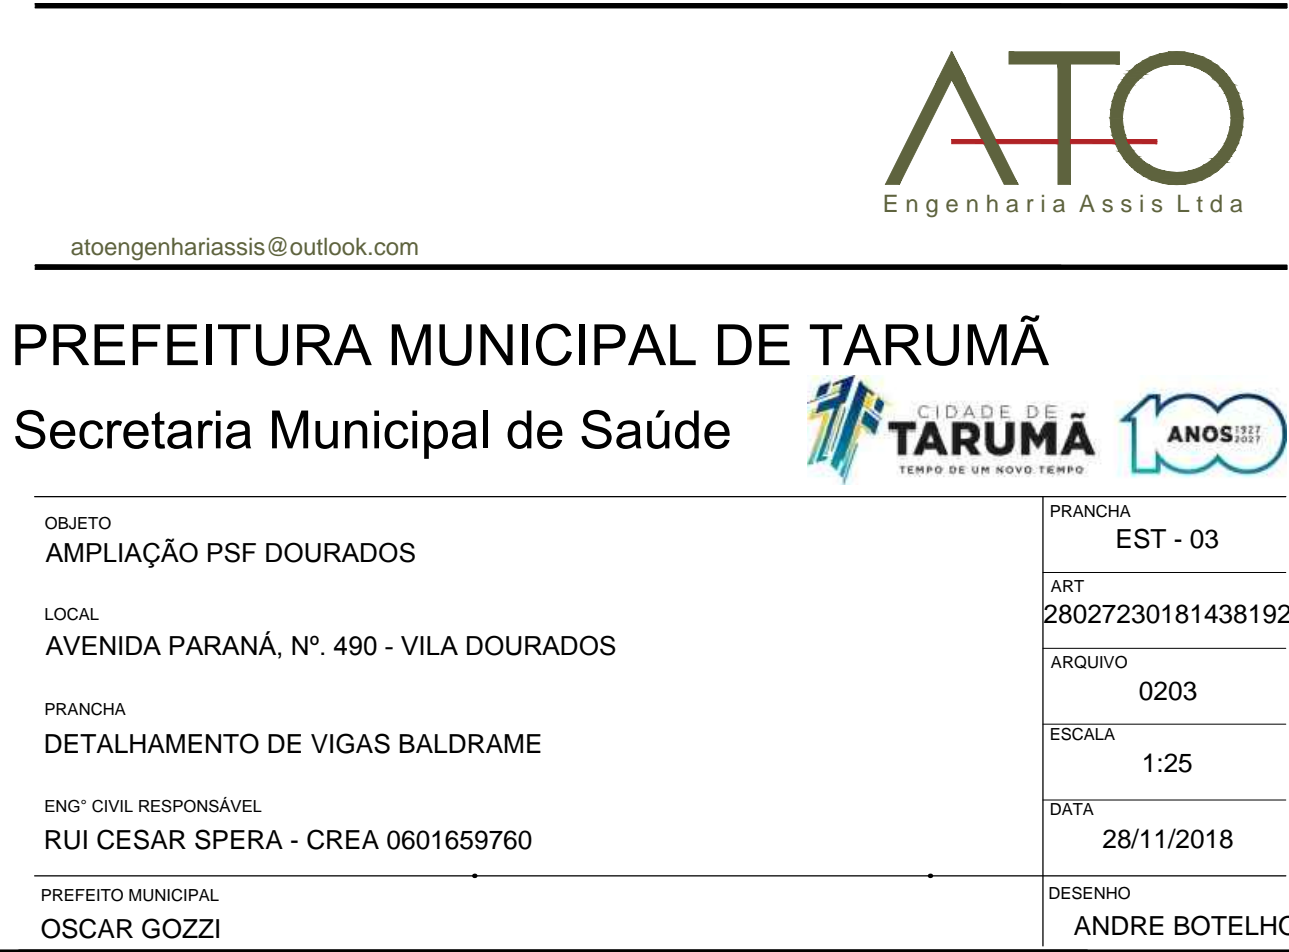 ATO
Engenharia Assis Ltda
atoengenhariassis@outlook.com
PREFEITURA MUNICIPAL DE TARUMÃ
Secretaria Municipal de Saúde
CIDADE DE
TARUMÃ
TEMPO DE UM NOVO TEMPO
100
ANOS 1927
2027
OBJETO
AMPLIAÇÃO PSF DOURADOS
LOCAL
AVENIDA PARANÁ, Nº. 490 - VILA DOURADOS
PRANCHA
DETALHAMENTO DE VIGAS BALDRAME
ENG° CIVIL RESPONSÁVEL
RUI CESAR SPERA - CREA 0601659760
PREFEITO MUNICIPAL
OSCAR GOZZI
PRANCHA
EST - 03
ART
28027230181438192
ARQUIVO
0203
ESCALA
1:25
DATA
28/11/2018
DESENHO
ANDRE BOTELHO